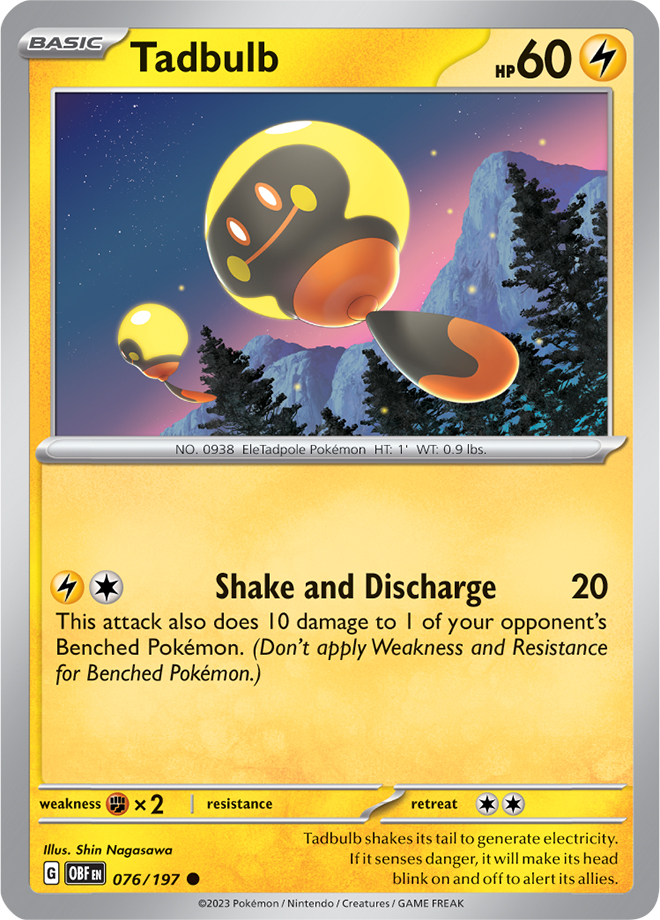 BASIC Tadbulb HP 60
NO. 0938 EleTadpole Pokémon HT: 1' WT: 0.9 lbs.
Shake and Discharge 20
This attack also does 10 damage to 1 of your opponent's
Benched Pokémon. (Don't apply Weakness and Resistance
for Benched Pokémon.)
weakness ×2 resistance retreat
Illus. Shin Nagasawa
G OBF EN 076/197
Tadbulb shakes its tail to generate electricity.
If it senses danger, it will make its head
blink on and off to alert its allies.
©2023 Pokémon / Nintendo / Creatures / GAME FREAK